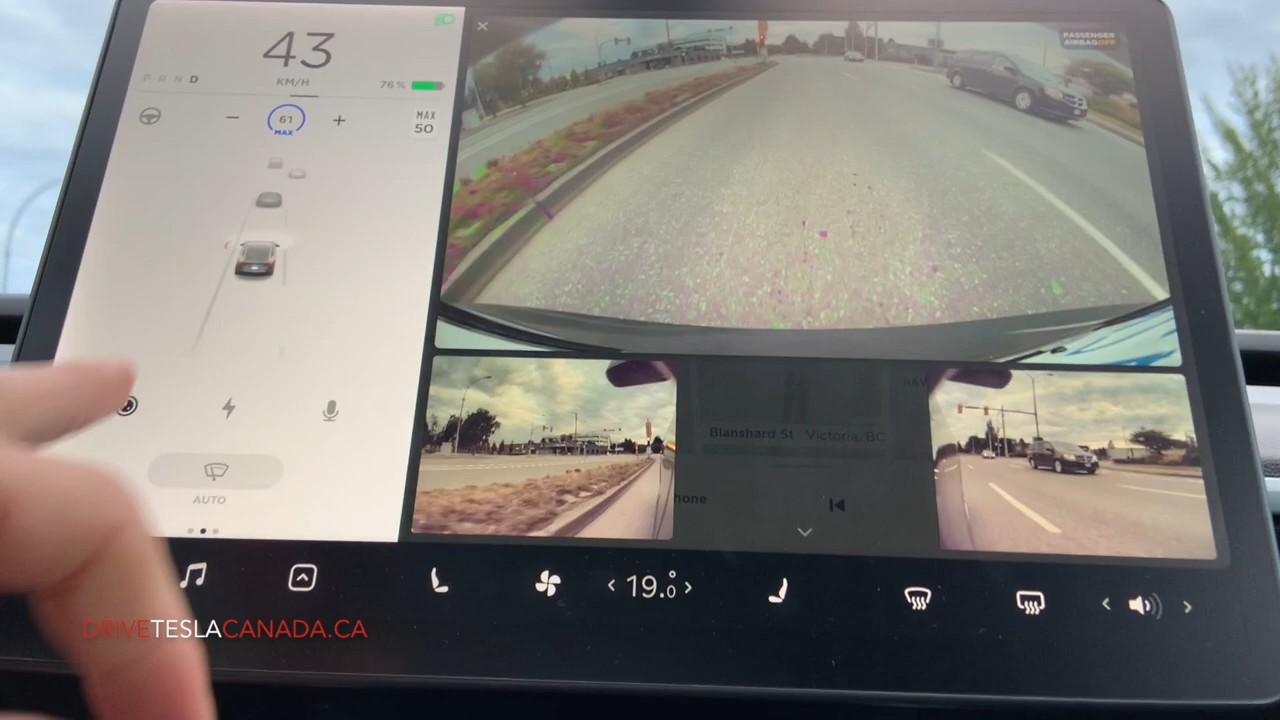 43
KM/H
P R N D
76 %
61
MAX
MAX
50
PASSENGER
AIRBAG OFF
Blanshard St Victoria, BC
hone
AUTO
19.0
DRIVETESLACANADA.CA